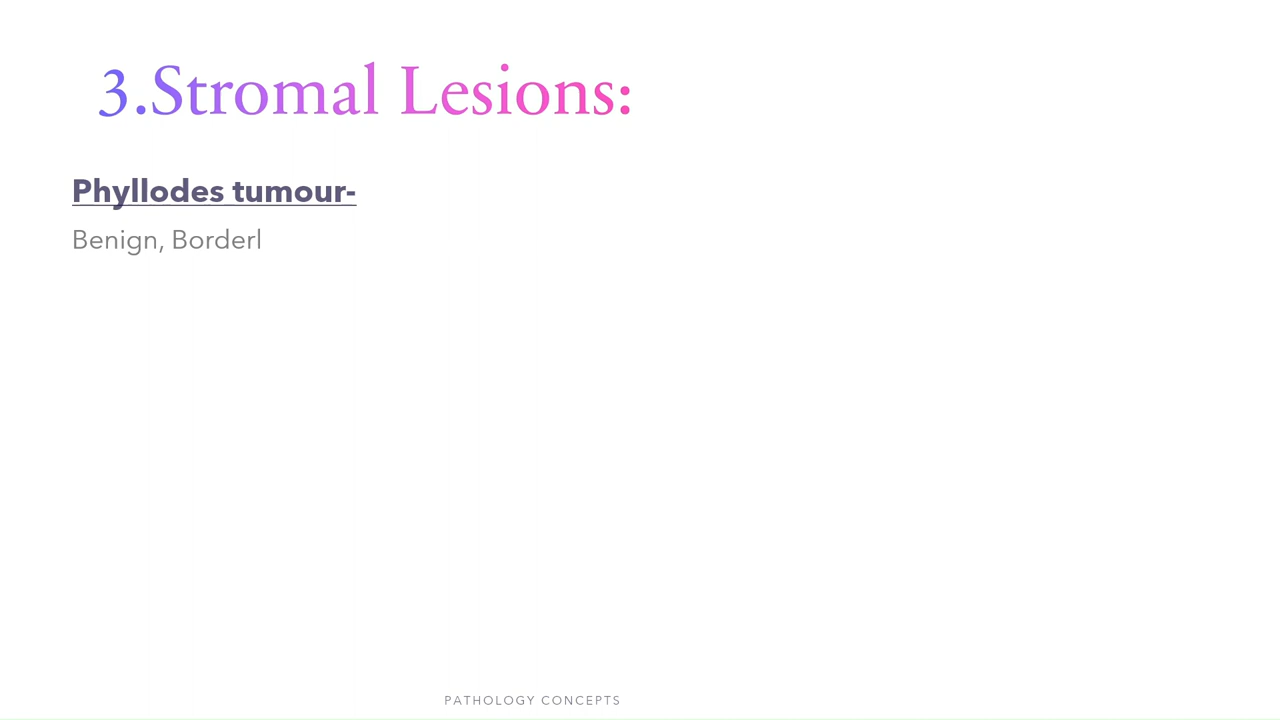 3.Stromal Lesions:
Phyllodes tumour-
Benign, Borderl
PATHOLOGY CONCEPTS